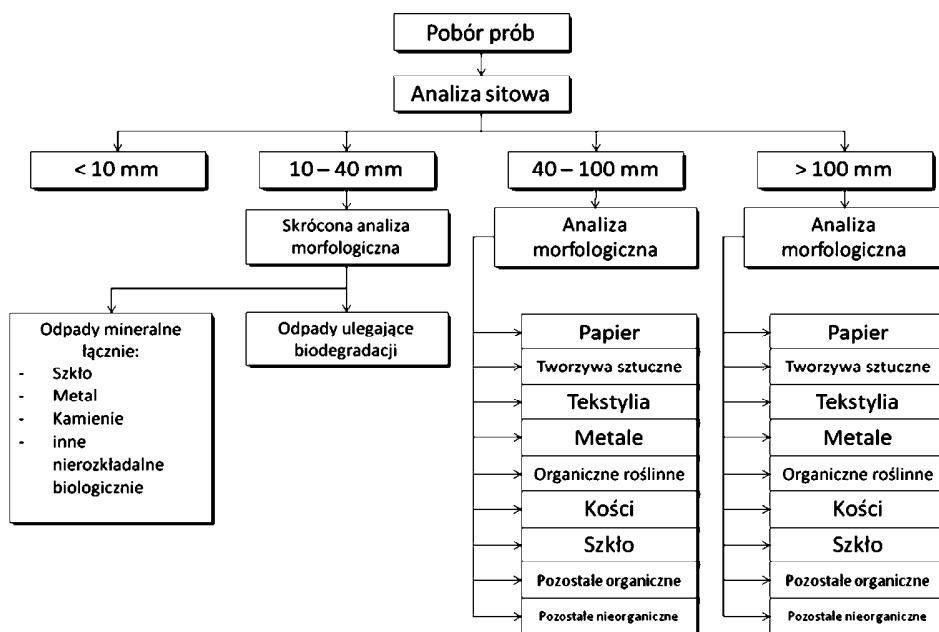 Pobór prób
Analiza sitowa
< 10 mm
10 – 40 mm
40 – 100 mm
> 100 mm
Skrócona analiza
morfologiczna
Analiza
morfologiczna
Analiza
morfologiczna
Odpady mineralne
łącznie:
- Szkło
- Metal
- Kamienie
- inne
nierozkładalne
biologicznie
Odpady ulegające
biodegradacji
Papier
Tworzywa sztuczne
Tekstylia
Metale
Organiczne roślinne
Kości
Szkło
Pozostałe organiczne
Pozostałe nieorganiczne
Papier
Tworzywa sztuczne
Tekstylia
Metale
Organiczne roślinne
Kości
Szkło
Pozostałe organiczne
Pozostałe nieorganiczne